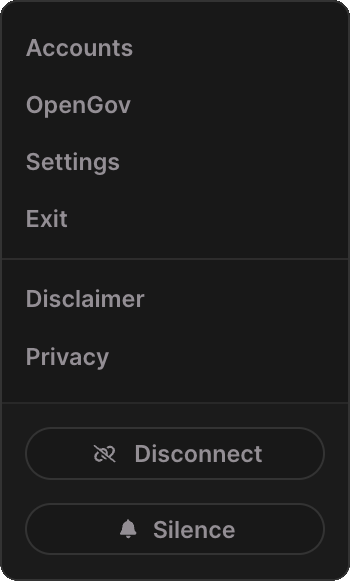 Accounts
OpenGov
Settings
Exit
Disclaimer
Privacy
Disconnect
Silence